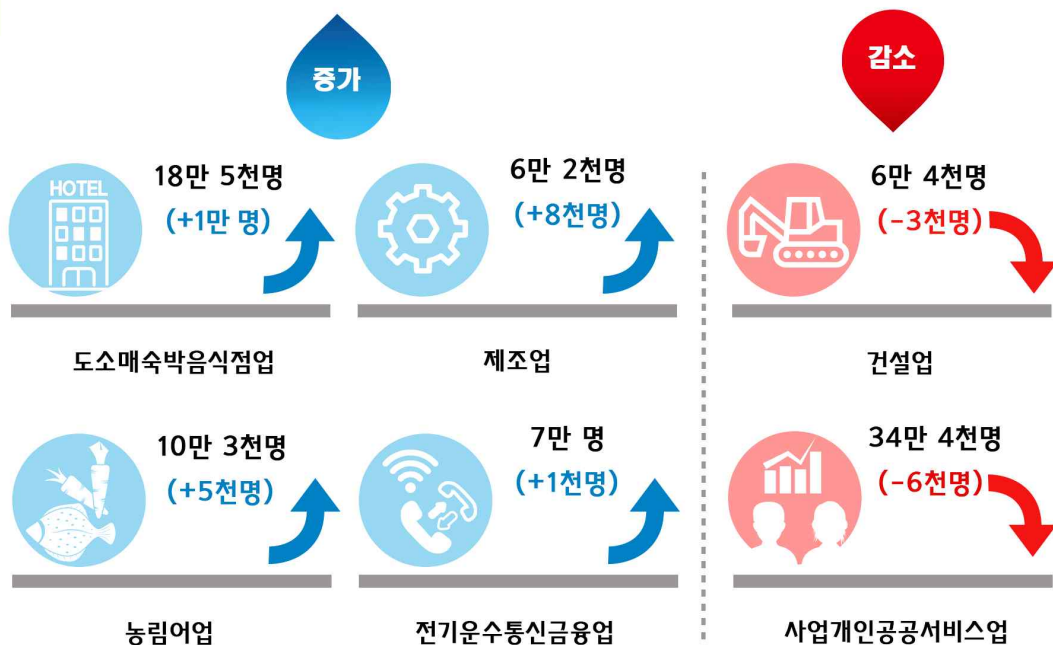 증가
감소
HOTEL
18만 5천명
(+1만 명)
도소매숙박음식점업
6만 2천명
(+8천명)
제조업
6만 4천명
(-3천명)
건설업
10만 3천명
(+5천명)
농림어업
7만 명
(+1천명)
전기운수통신금융업
34만 4천명
(-6천명)
사업개인공공서비스업